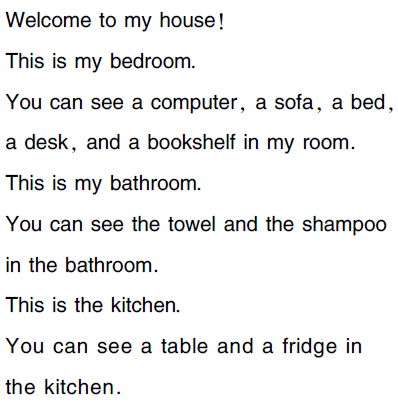 Welcome to my house!
This is my bedroom.
You can see a computer, a sofa, a bed,
a desk, and a bookshelf in my room.
This is my bathroom.
You can see the towel and the shampoo
in the bathroom.
This is the kitchen.
You can see a table and a fridge in
the kitchen.